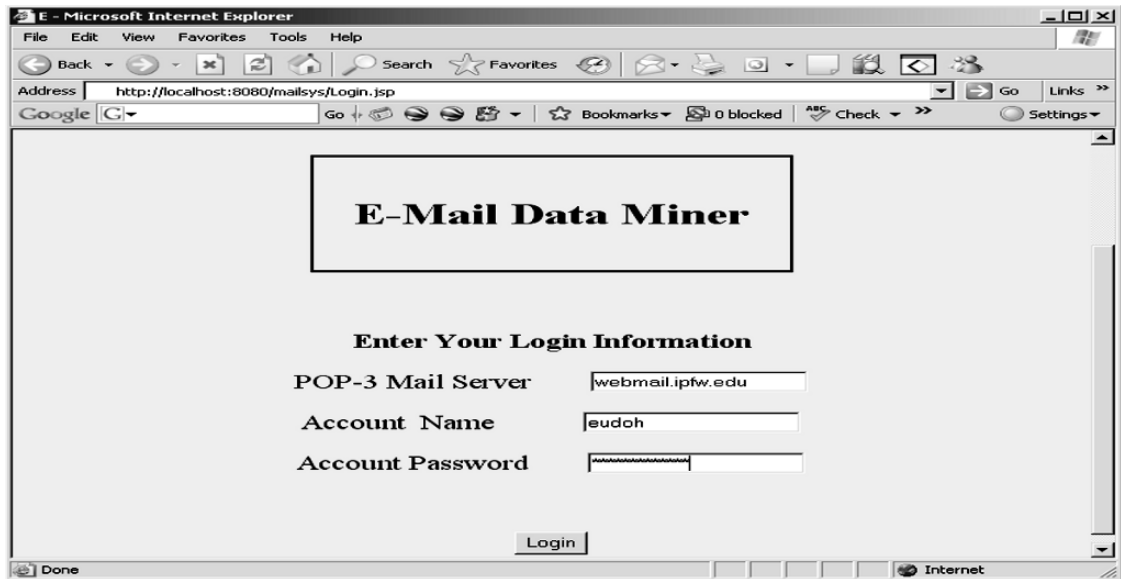 E - Microsoft Internet Explorer
File Edit View Favorites Tools Help
Back Search Favorites
Address http://localhost:8080/mailsys/Login.jsp Go Links »
Google G Go Bookmarks 0 blocked ABC Check » Settings
E-Mail Data Miner
Enter Your Login Information
POP-3 Mail Server webmail.ipfw.edu
Account Name eudoh
Account Password
Login
Done Internet